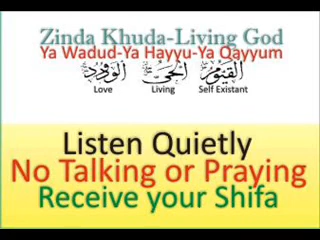 Zinda Khuda-Living God
Ya Wadud-Ya Hayyu-Ya Qayyum
الودود الحي القيوم
Love Living Self Existant
Listen Quietly
No Talking or Praying
Receive your Shifa